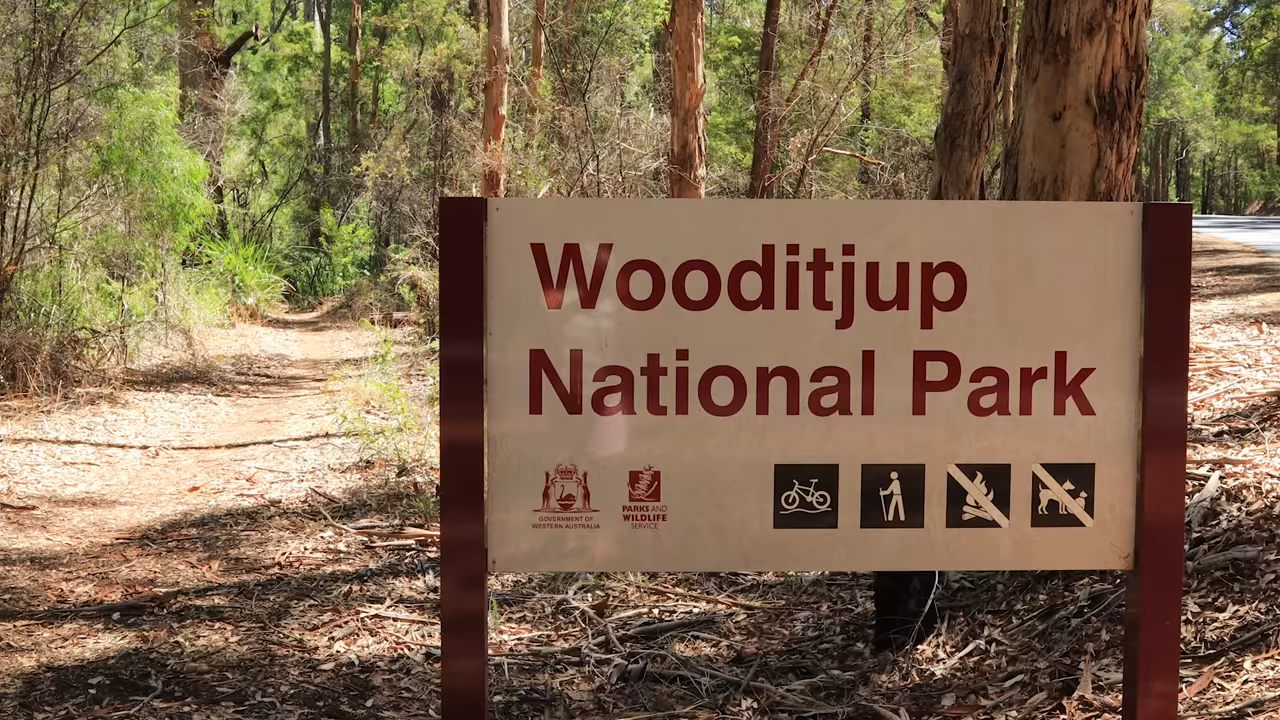 Wooditjup
National Park
GOVERNMENT OF
WESTERN AUSTRALIA
PARKS AND
WILDLIFE
SERVICE